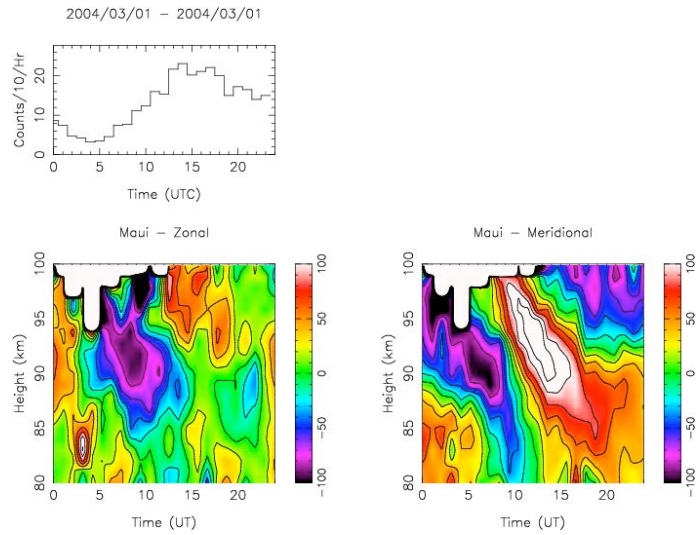 2004/03/01 – 2004/03/01
Counts/10/Hr
0 10 20
0 5 10 15 20
Time (UTC)
Maui – Zonal
Height (km)
80 85 90 95 100
0 10 20
Time (UT)
−100 −50 0 50 100
Maui – Meridional
Height (km)
80 85 90 95 100
0 5 10 15 20
Time (UT)
−100 −50 0 50 100